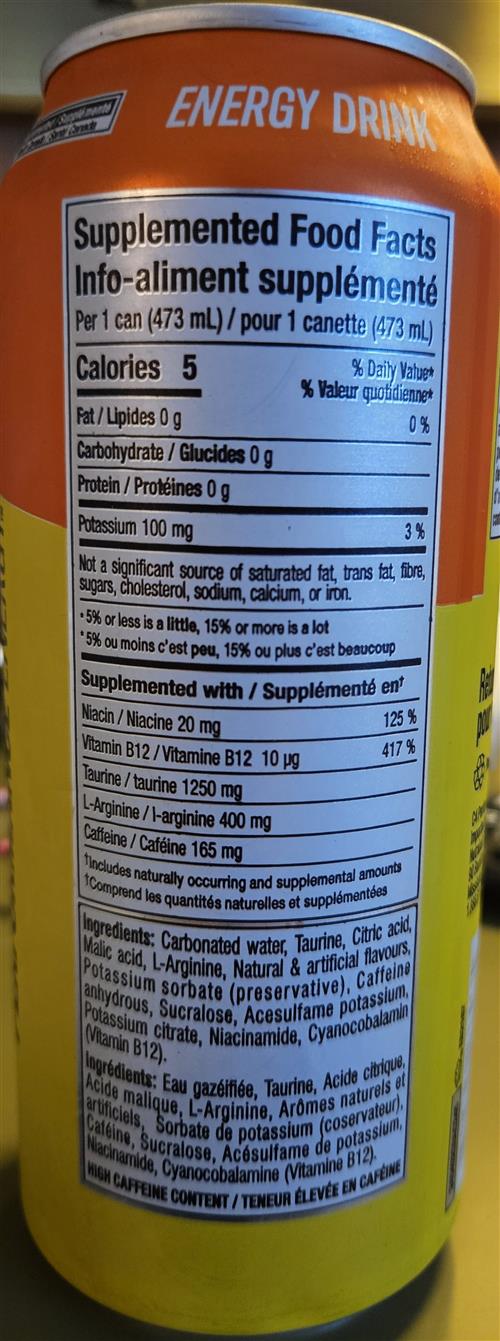 ENERGY DRINK
Supplemented Food Facts
Info-aliment supplémenté
Per 1 can (473 mL) / pour 1 canette (473 mL)
Calories 5
% Daily Value*
% Valeur quotidienne*
Fat / Lipides 0 g 0 %
Carbohydrate / Glucides 0 g
Protein / Protéines 0 g
Potassium 100 mg 3 %
Not a significant source of saturated fat, trans fat, fibre,
sugars, cholesterol, sodium, calcium, or iron.
*5% or less is a little, 15% or more is a lot
*5% ou moins c'est peu, 15% ou plus c'est beaucoup
Supplemented with / Supplémenté en†
Niacin / Niacine 20 mg 125 %
Vitamin B12 / Vitamine B12 10 µg 417 %
Taurine / taurine 1250 mg
L-Arginine / l-arginine 400 mg
Caffeine / Caféine 165 mg
†includes naturally occurring and supplemental amounts
†Comprend les quantités naturelles et supplémentées
Ingredients: Carbonated water, Taurine, Citric acid,
Malic acid, L-Arginine, Natural & artificial flavours,
Potassium sorbate (preservative), Caffeine
anhydrous, Sucralose, Acesulfame potassium,
Potassium citrate, Niacinamide, Cyanocobalamin
(Vitamin B12).
Ingrédients: Eau gazéifiée, Taurine, Acide citrique,
Acide malique, L-Arginine, Arômes naturels et
artificiels, Sorbate de potassium (coservateur),
Caféine, Sucralose, Acésulfame de potassium,
Niacinamide, Cyanocobalamine (Vitamine B12).
HIGH CAFFEINE CONTENT / TENEUR ÉLEVÉE EN CAFÉINE